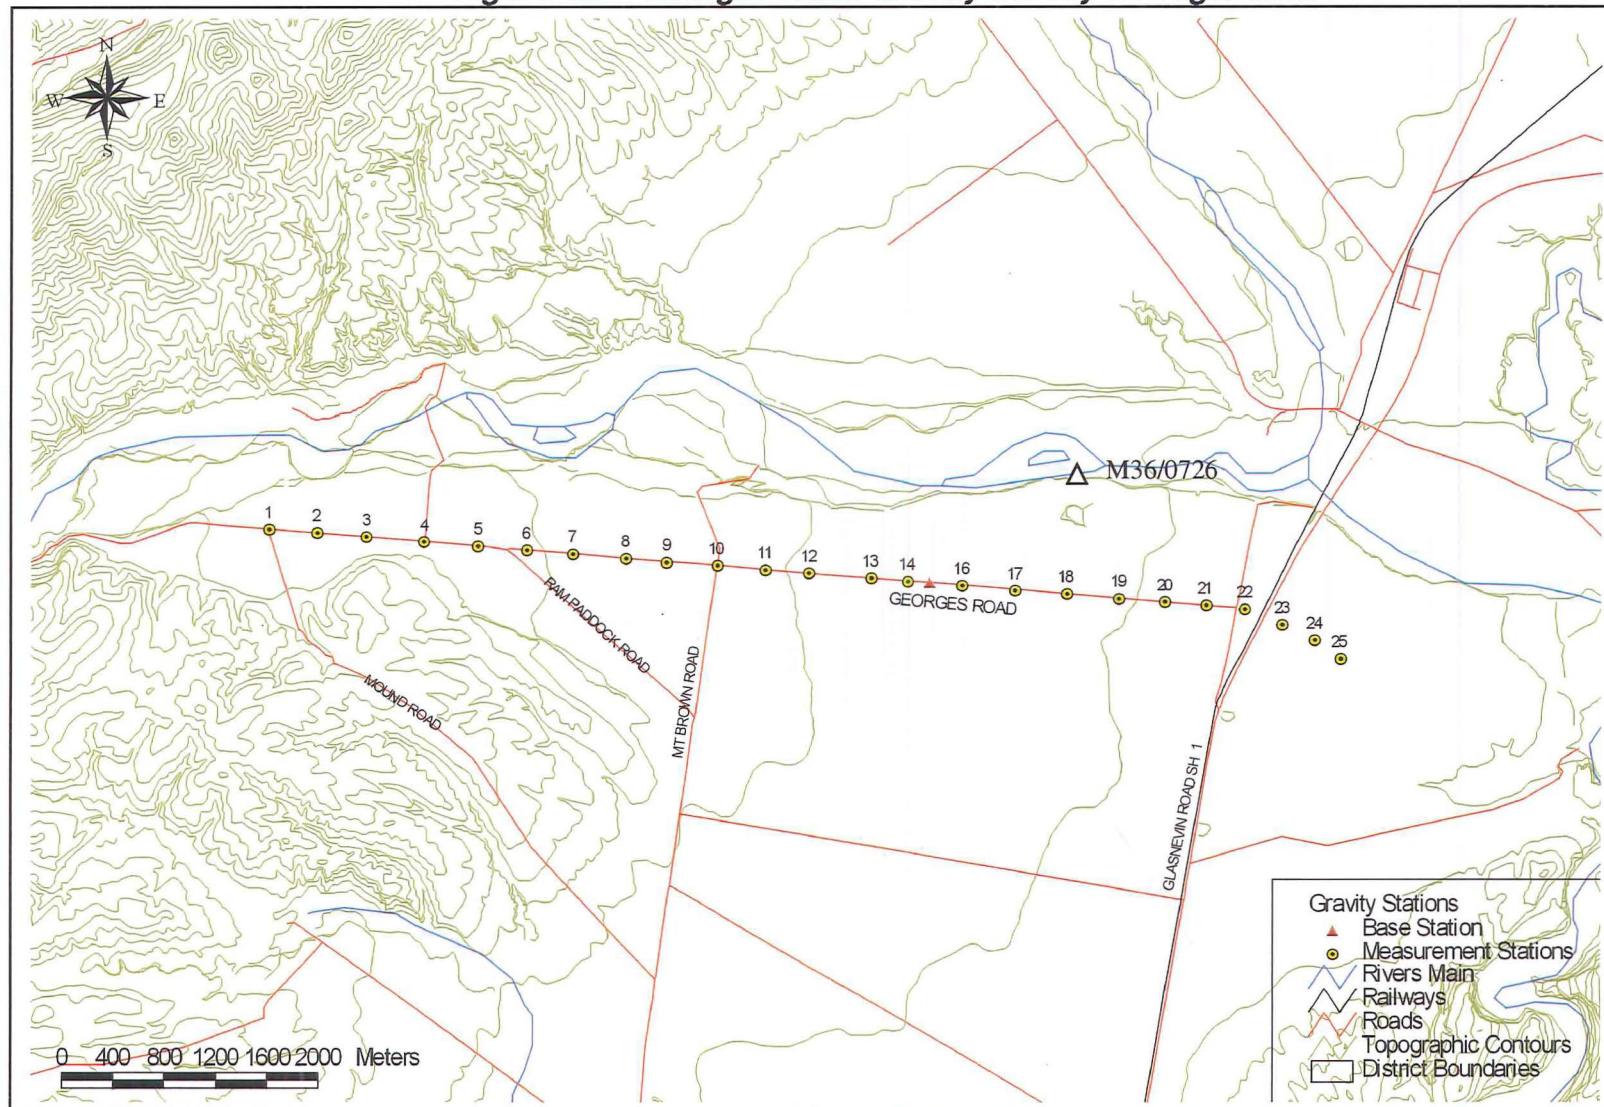 N
W E
S
M36/0726
1 2 3 4 5 6 7 8 9 10 11 12 13 14 16 17 18 19 20 21 22 23 24 25
GEORGES ROAD
RAM PADDOCK ROAD
MT BROWN ROAD
MOUND ROAD
GLASNEVIN ROAD SH 1
Gravity Stations
Base Station
Measurement Stations
Rivers Main
Railways
Roads
Topographic Contours
District Boundaries
0 400 800 1200 1600 2000 Meters